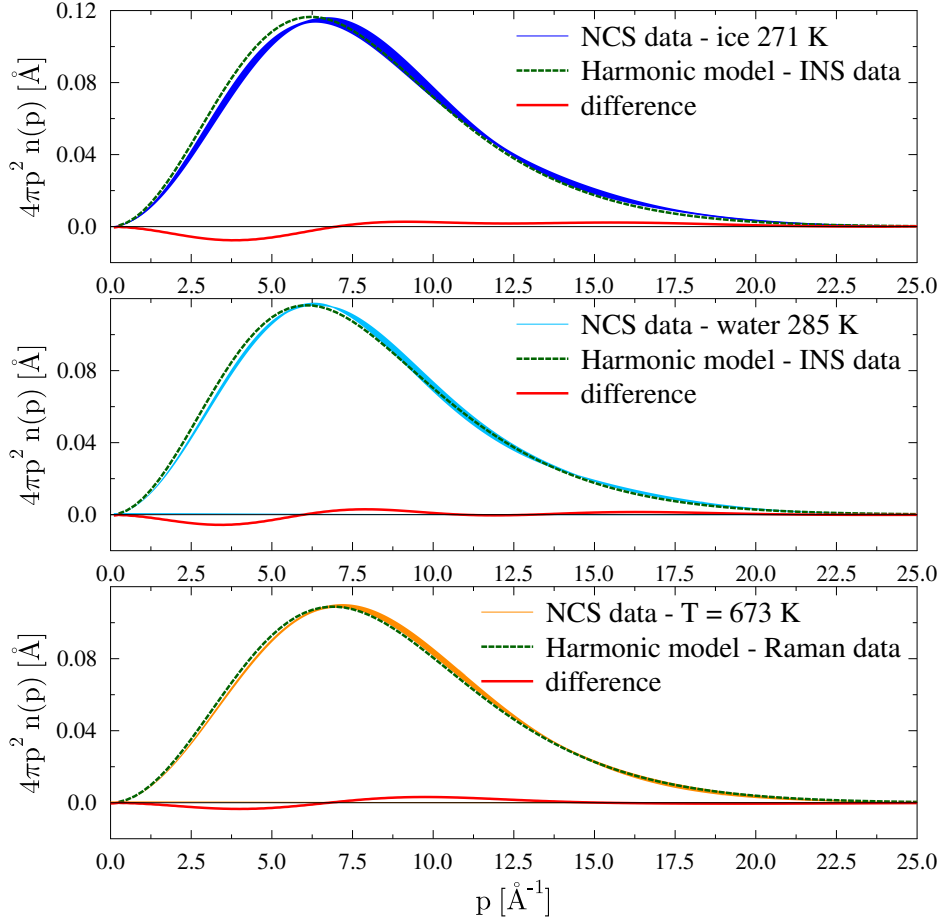 0.12
0.08
0.04
0.0
4πp² n(p) [Å]
NCS data - ice 271 K
Harmonic model - INS data
difference
0.0 2.5 5.0 7.5 10.0 12.5 15.0 17.5 20.0 22.5 25.0
0.08
0.04
0.0
4πp² n(p) [Å]
NCS data - water 285 K
Harmonic model - INS data
difference
0.0 2.5 5.0 7.5 10.0 12.5 15.0 17.5 20.0 22.5 25.0
0.08
0.04
0.0
4πp² n(p) [Å]
NCS data - T = 673 K
Harmonic model - Raman data
difference
0.0 2.5 5.0 7.5 10.0 12.5 15.0 17.5 20.0 22.5 25.0
p [Å⁻¹]